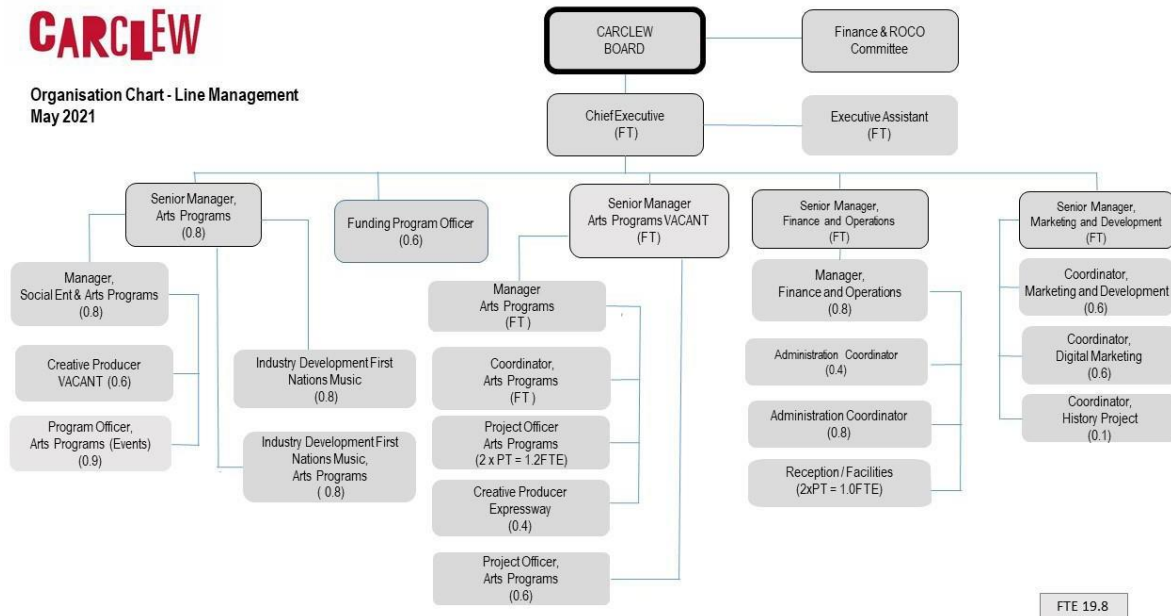 CARCLEW
Organisation Chart - Line Management
May 2021
CARCLEW
BOARD
Finance & ROCO
Committee
Chief Executive
(FT)
Executive Assistant
(FT)
Senior Manager,
Arts Programs
(0.8)
Funding Program Officer
(0.6)
Senior Manager
Arts Programs VACANT
(FT)
Senior Manager,
Finance and Operations
(FT)
Senior Manager,
Marketing and Development
(FT)
Manager,
Social Ent & Arts Programs
(0.8)
Creative Producer
VACANT (0.6)
Program Officer,
Arts Programs (Events)
(0.9)
Industry Development First
Nations Music
(0.8)
Industry Development First
Nations Music,
Arts Programs
( 0.8)
Manager
Arts Programs
(FT )
Coordinator,
Arts Programs
(FT)
Project Officer
Arts Programs
(2 x PT = 1.2FTE)
Creative Producer
Expressway
(0.4)
Project Officer,
Arts Programs
(0.6)
Manager,
Finance and Operations
(0.8)
Administration Coordinator
(0.4)
Administration Coordinator
(0.8)
Reception / Facilities
(2xPT = 1.0FTE)
Coordinator,
Marketing and Development
(0.6)
Coordinator,
Digital Marketing
(0.6)
Coordinator,
History Project
(0.1)
FTE 19.8